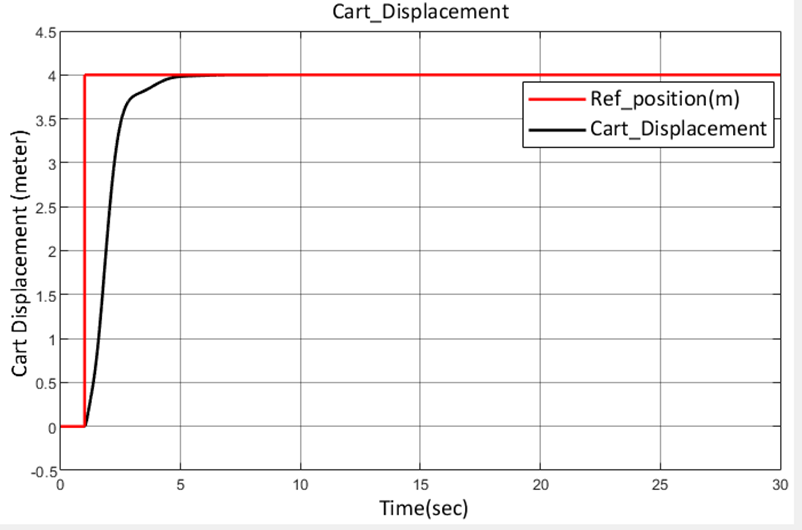 Cart_Displacement
4.5
4
3.5
3
2.5
2
1.5
1
0.5
0
-0.5
Cart Displacement (meter)
Ref_position(m)
Cart_Displacement
0 5 10 15 20 25 30
Time(sec)